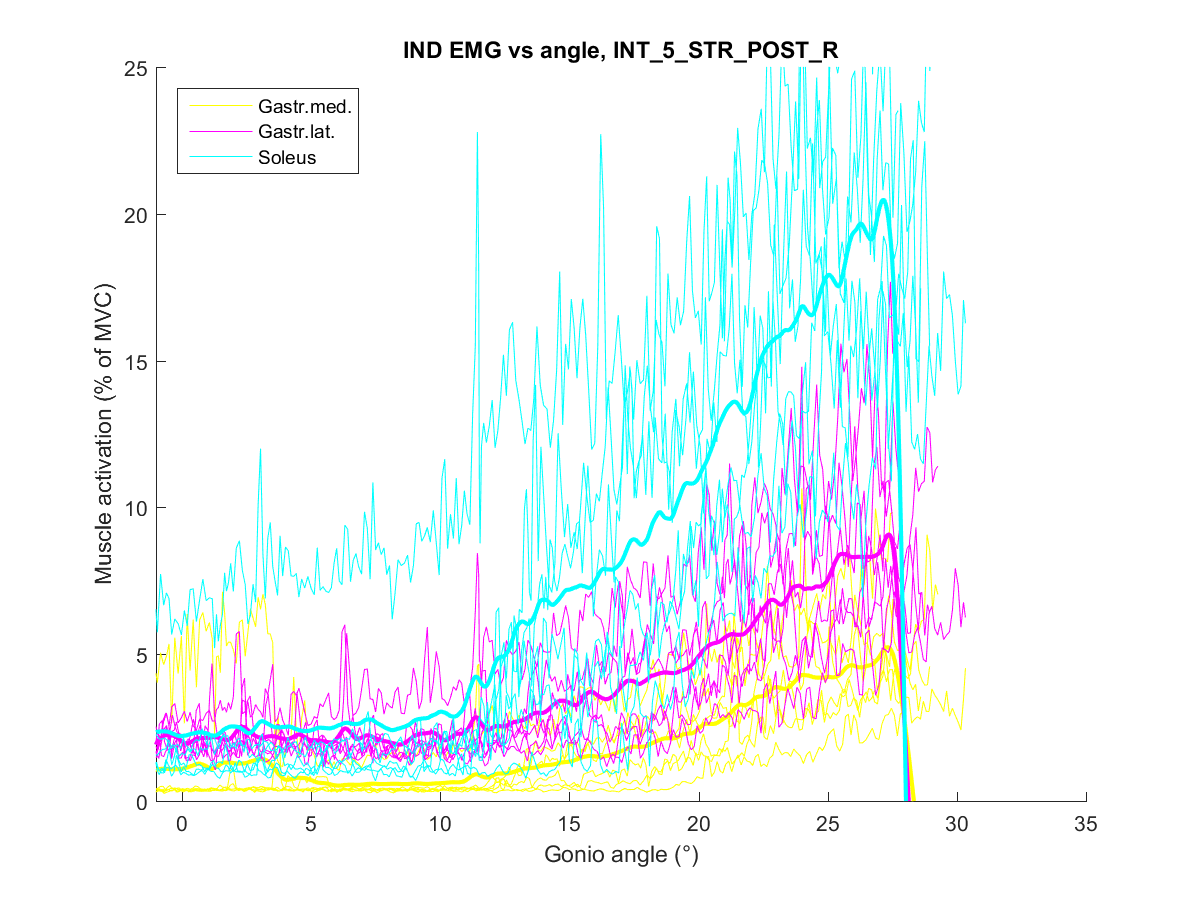 IND EMG vs angle, INT_5_STR_POST_R
25
Gastr.med.
Gastr.lat.
Soleus
20
15
10
5
0
Muscle activation (% of MVC)
0 5 10 15 20 25 30 35
Gonio angle (°)